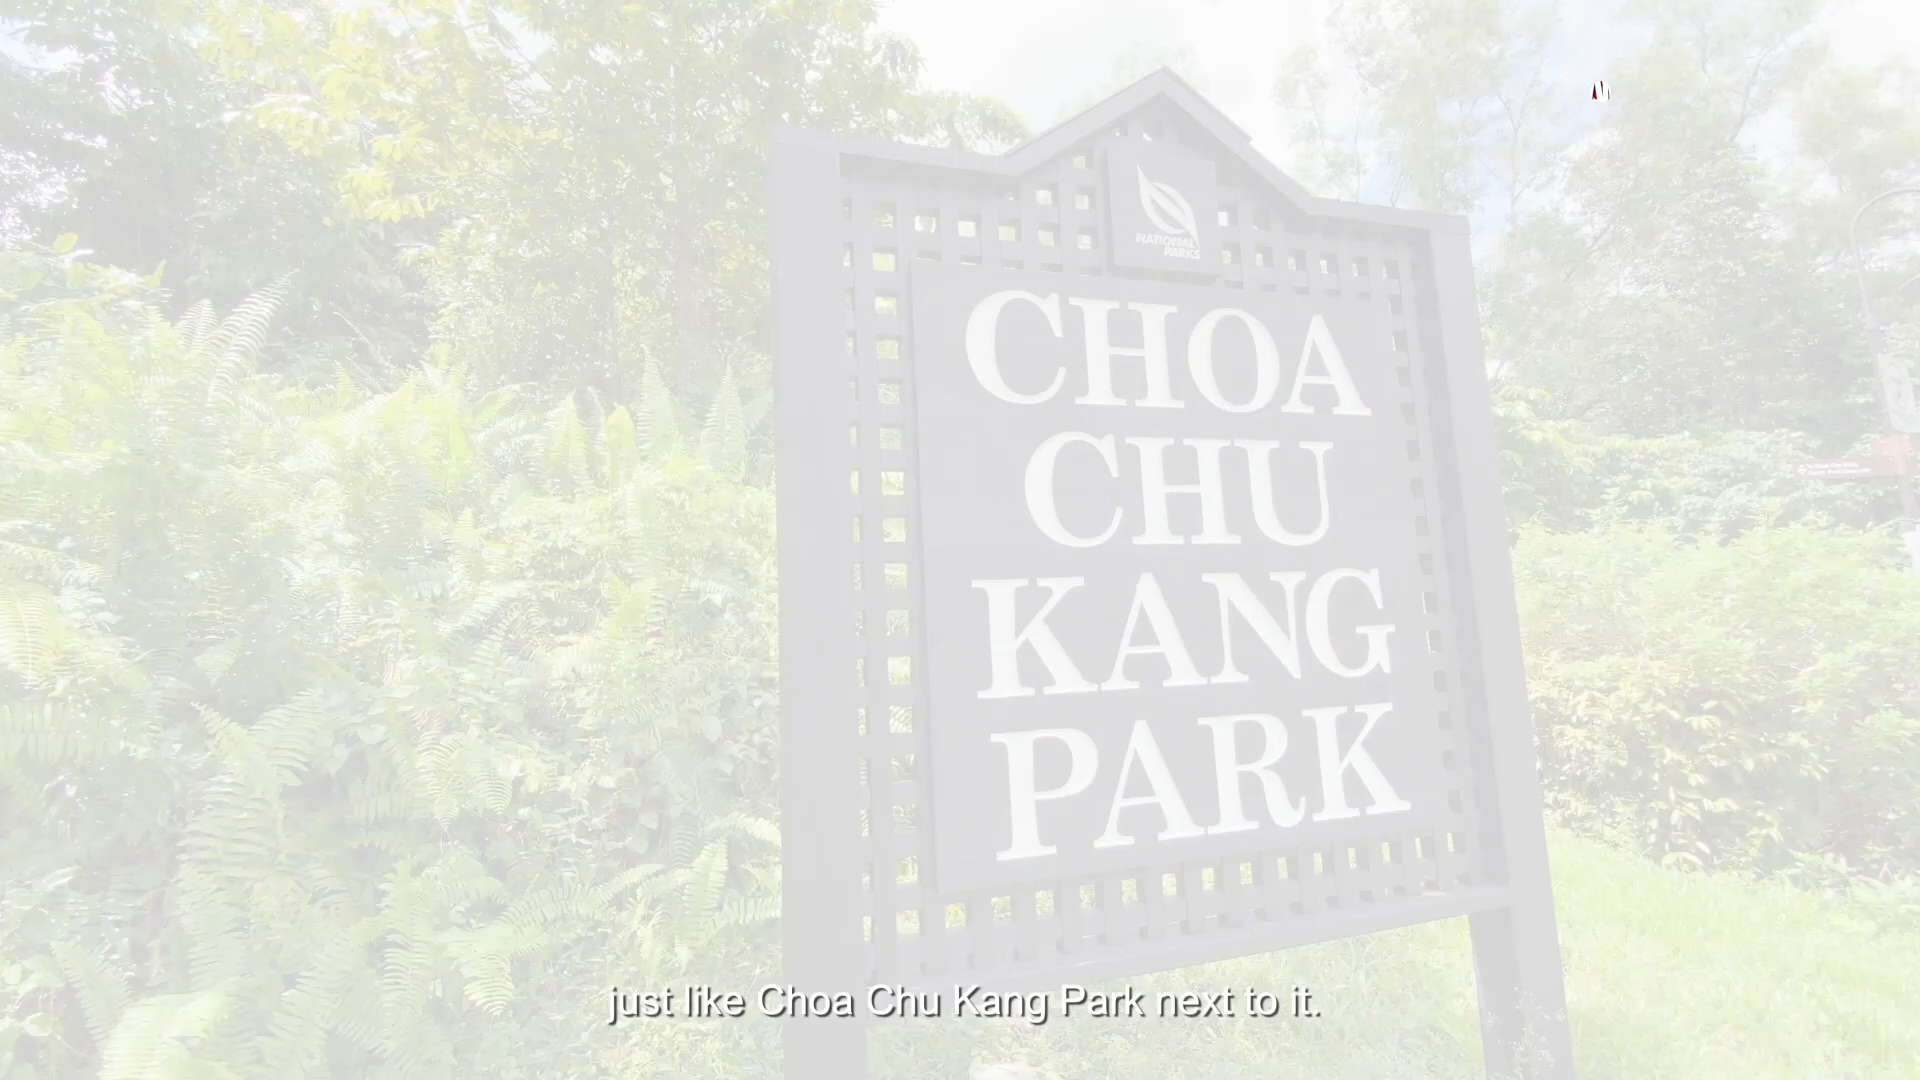 NATIONAL
PARKS
CHOA
CHU
KANG
PARK
just like Choa Chu Kang Park next to it.